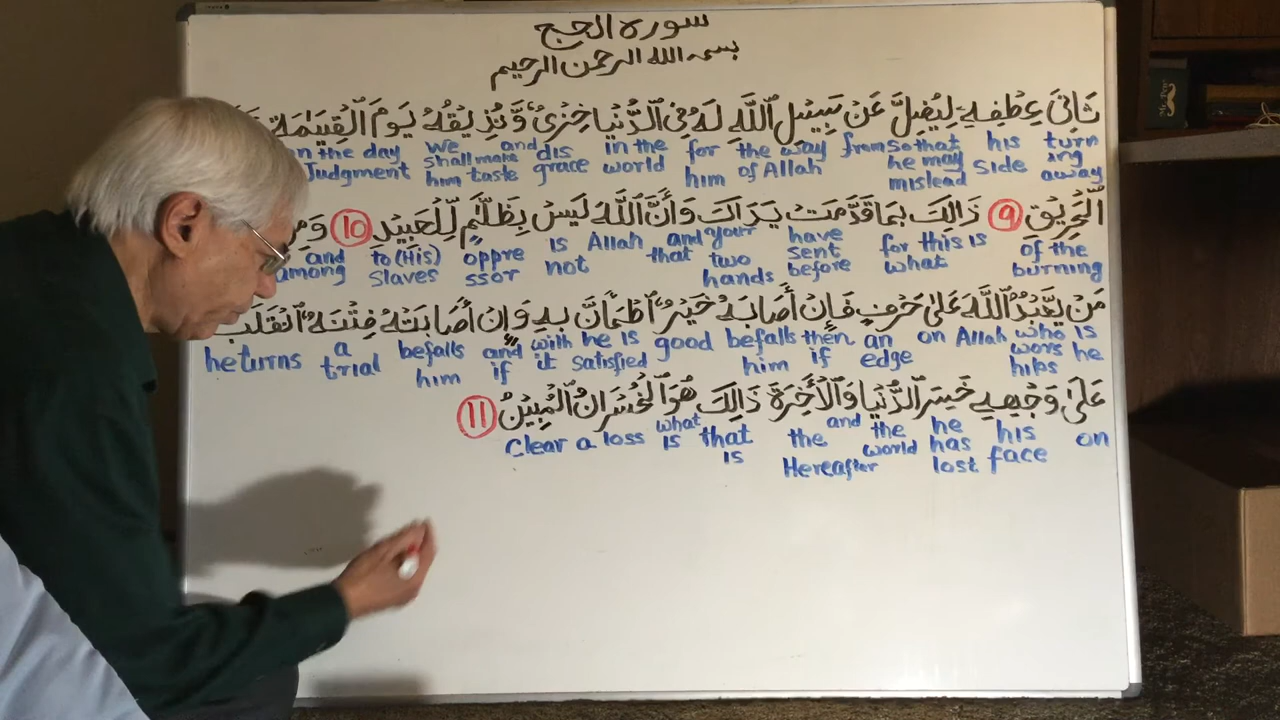 سورة الحج
بسم الله الرحمن الرحيم
ثَانِيَ عِطْفِهِ لِيُضِلَّ عَن سَبِيلِ ٱللَّهِ لَهُ فِي ٱلدُّنْيَا خِزْىٌ وَّنُذِيقُهُ يَوْمَ ٱلْقِيَٰمَةِ
turning away his side so that he may mislead from the way of Allah for him in the world disgrace and We shall make him taste on the day Judgment
ٱلْحَرِيقِ ⑨ ذَٰلِكَ بِمَا قَدَّمَتْ يَدَاكَ وَأَنَّ ٱللَّهَ لَيْسَ بِظَلَّٰمٍ لِّلْعَبِيدِ ⑩
of the burning for this is what have sent before your two hands and that Allah is not oppressor to (His) Slaves and among
مَن يَّعْبُدُ ٱللَّهَ عَلَىٰ حَرْفٍ فَإِنْ أَصَابَهُ خَيْرٌ ٱطْمَأَنَّ بِهِ وَإِنْ أَصَابَتْهُ فِتْنَةٌ ٱنْقَلَبَ
who is worships he Allah on an edge then if befalls him good he is satisfied with it and if befalls him a trial he turns
عَلَىٰ وَجْهِهِ خَسِرَ ٱلدُّنْيَا وَٱلْأَخِرَةَ ذَٰلِكَ هُوَ ٱلْخُسْرَانُ ٱلْمُبِيْنُ ⑪
on his face he has lost the world and the Hereafter that is what is a loss Clear